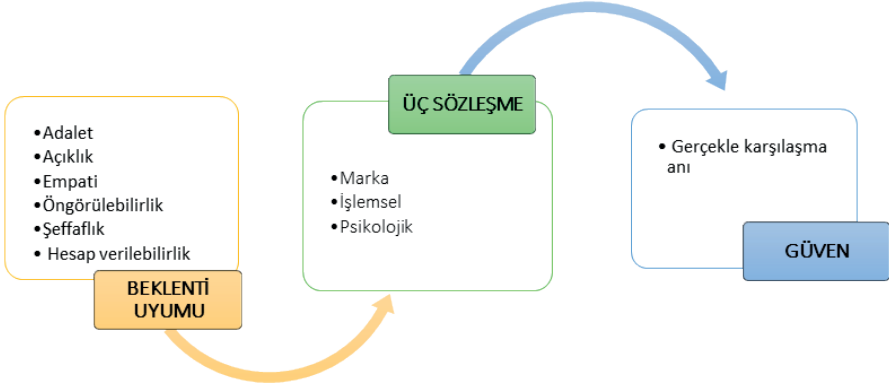 •Adalet
•Açıklık
•Empati
•Öngörülebilirlik
•Şeffaflık
• Hesap verilebilirlik
BEKLENTİ
UYUMU
ÜÇ SÖZLEŞME
•Marka
•İşlemsel
•Psikolojik
• Gerçekle karşılaşma
anı
GÜVEN